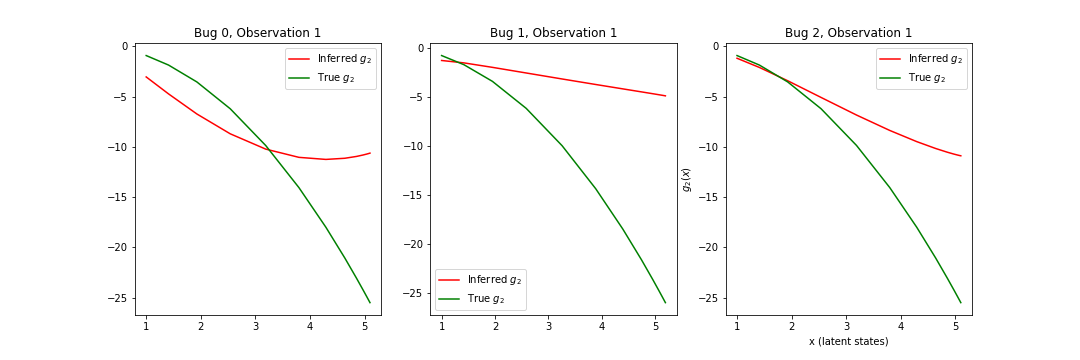 Bug 0, Observation 1
0
−5
−10
−15
−20
−25
1 2 3 4 5
Inferred g₂
True g₂
Bug 1, Observation 1
0
−5
−10
−15
−20
−25
1 2 3 4 5
Inferred g₂
True g₂
Bug 2, Observation 1
g₂(x)
0
−5
−10
−15
−20
−25
1 2 3 4 5
x (latent states)
Inferred g₂
True g₂